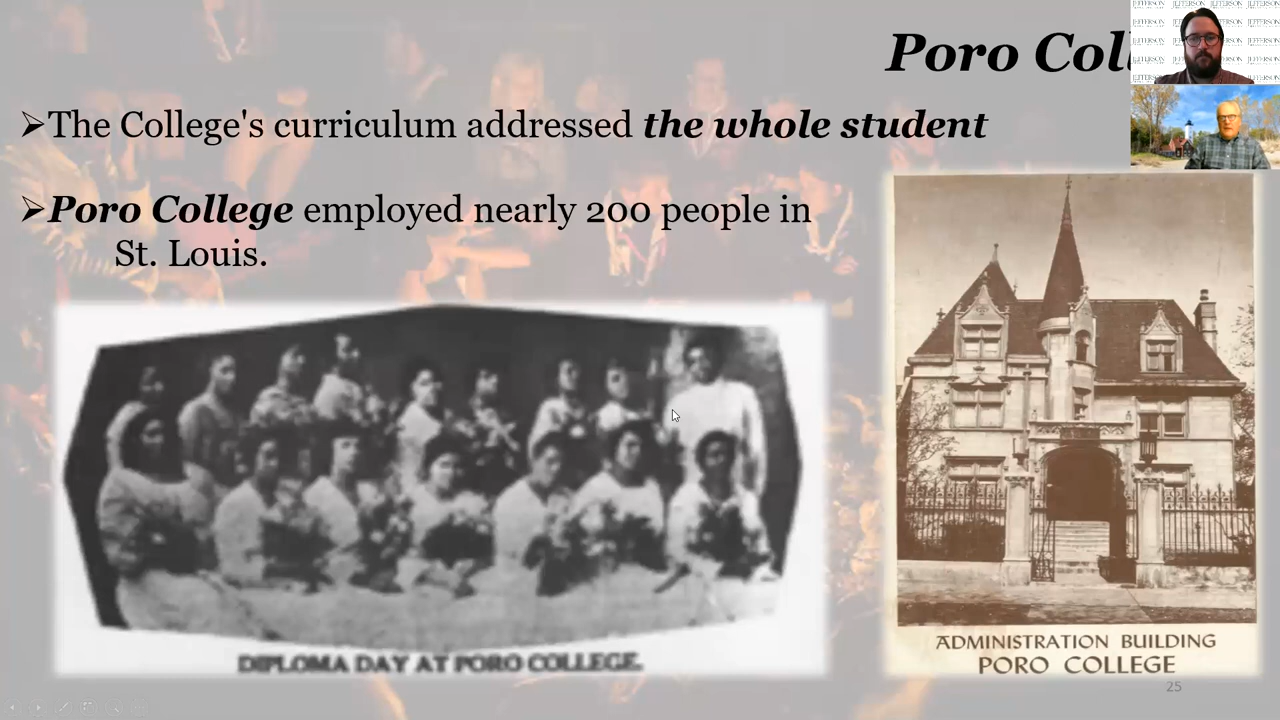 Poro Coll
➢The College's curriculum addressed the whole student
➢Poro College employed nearly 200 people in
St. Louis.
DIPLOMA DAY AT PORO COLLEGE.
ADMINISTRATION BUILDING
PORO COLLEGE
25